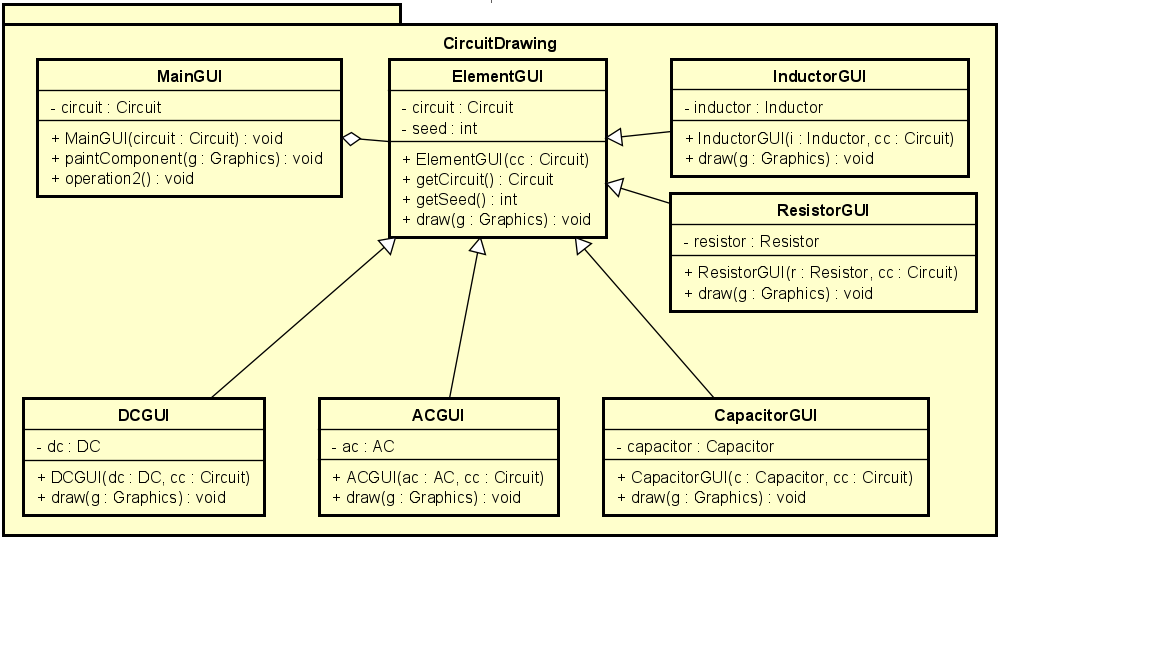 CircuitDrawing
MainGUI
- circuit : Circuit
+ MainGUI(circuit : Circuit) : void
+ paintComponent(g : Graphics) : void
+ operation2() : void
ElementGUI
- circuit : Circuit
- seed : int
+ ElementGUI(cc : Circuit)
+ getCircuit() : Circuit
+ getSeed() : int
+ draw(g : Graphics) : void
InductorGUI
- inductor : Inductor
+ InductorGUI(i : Inductor, cc : Circuit)
+ draw(g : Graphics) : void
ResistorGUI
- resistor : Resistor
+ ResistorGUI(r : Resistor, cc : Circuit)
+ draw(g : Graphics) : void
DCGUI
- dc : DC
+ DCGUI(dc : DC, cc : Circuit)
+ draw(g : Graphics) : void
ACGUI
- ac : AC
+ ACGUI(ac : AC, cc : Circuit)
+ draw(g : Graphics) : void
CapacitorGUI
- capacitor : Capacitor
+ CapacitorGUI(c : Capacitor, cc : Circuit)
+ draw(g : Graphics) : void